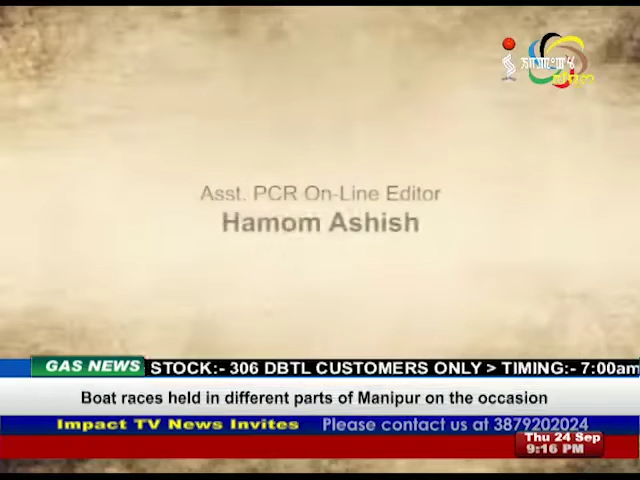 Asst. PCR On-Line Editor
Hamom Ashish
GAS NEWS
STOCK:- 306 DBTL CUSTOMERS ONLY > TIMING:- 7:00am
Boat races held in different parts of Manipur on the occasion
Impact TV News Invites Please contact us at 3879202024
Thu 24 Sep
9:16 PM